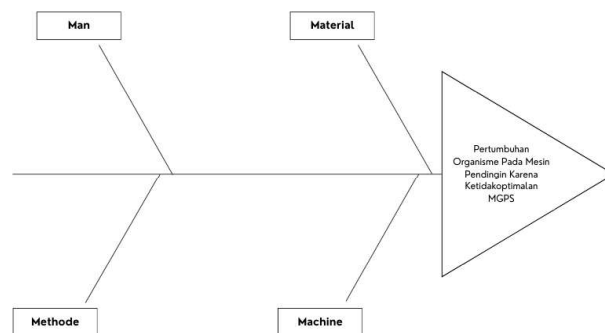 Man
Material
Pertumbuhan
Organisme Pada Mesin
Pendingin Karena
Ketidakoptimalan
MGPS
Methode
Machine